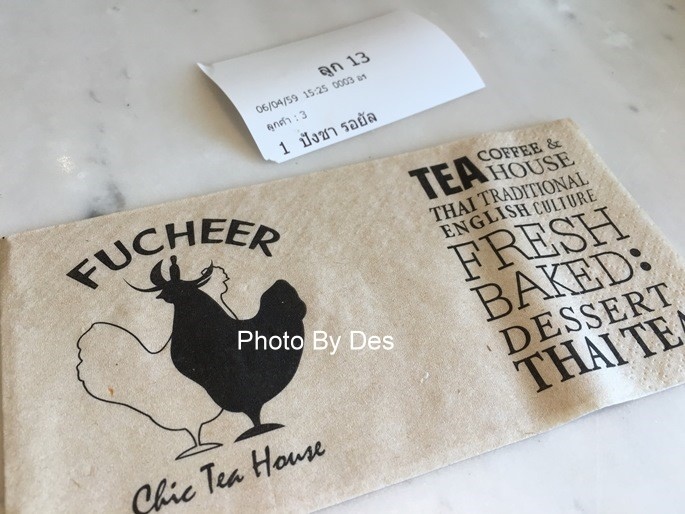 ลูก 13
06/04/59 15:25 0003 ลร
ลูกค้า : 3
1 ปังชา รอยัล
FUCHEER
Chic Tea House
TEA COFFEE & HOUSE
THAI TRADITIONAL
ENGLISH CULTURE
FRESH
BAKED:
DESSERT
THAI TEA
Photo By Des